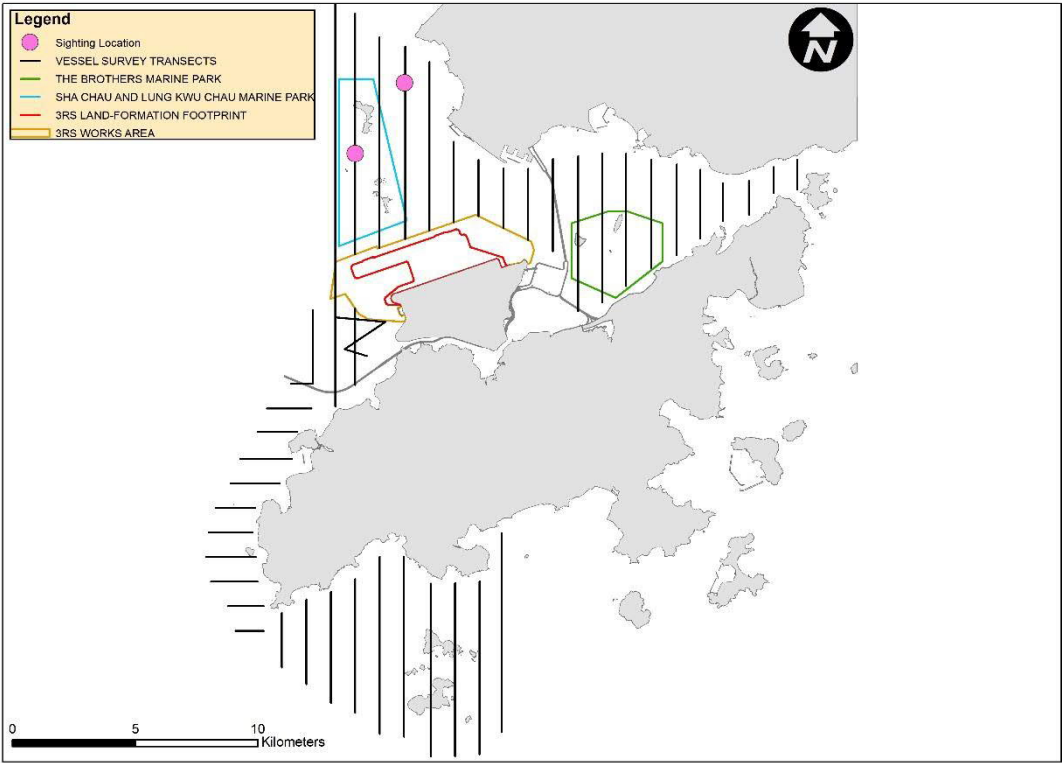 Legend
Sighting Location
VESSEL SURVEY TRANSECTS
THE BROTHERS MARINE PARK
SHA CHAU AND LUNG KWU CHAU MARINE PARK
3RS LAND-FORMATION FOOTPRINT
3RS WORKS AREA
N
0 5 10
Kilometers